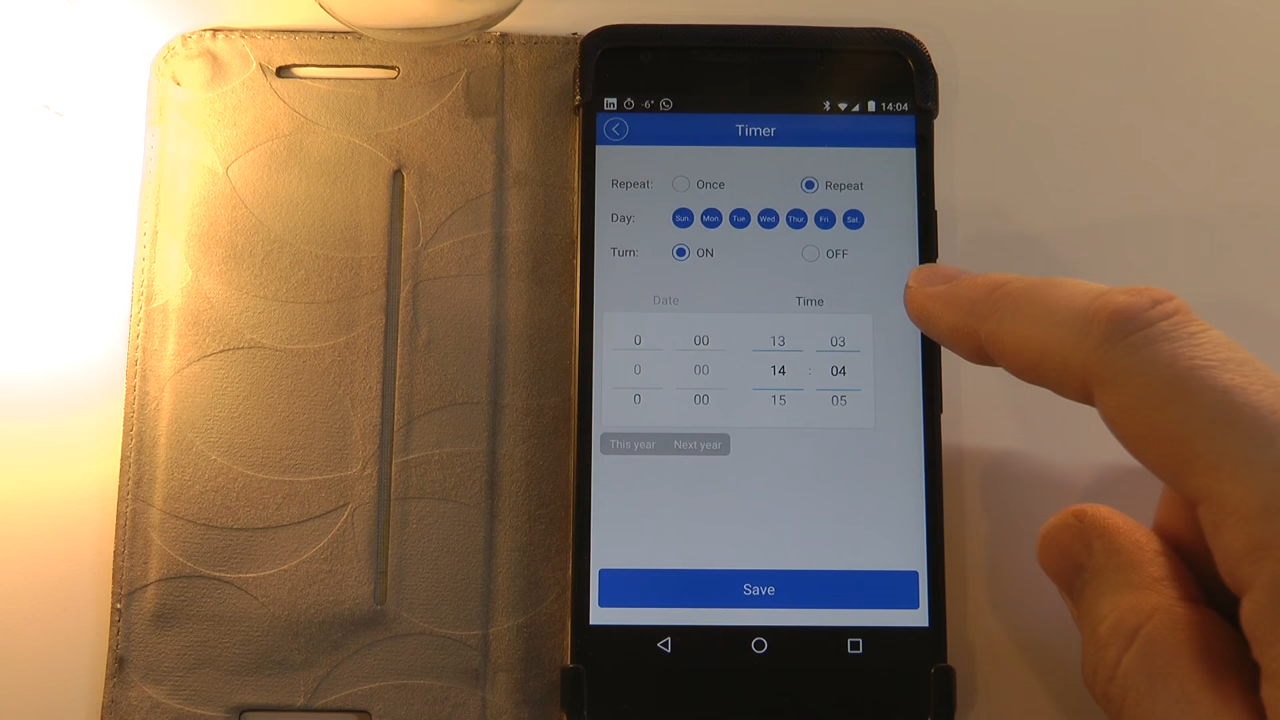 in -6° 14:04
Timer
Repeat: Once Repeat
Day: Sun. Mon. Tue. Wed. Thur. Fri. Sat.
Turn: ON OFF
Date Time
0 00 13 03
0 00 14 : 04
0 00 15 05
This year Next year
Save